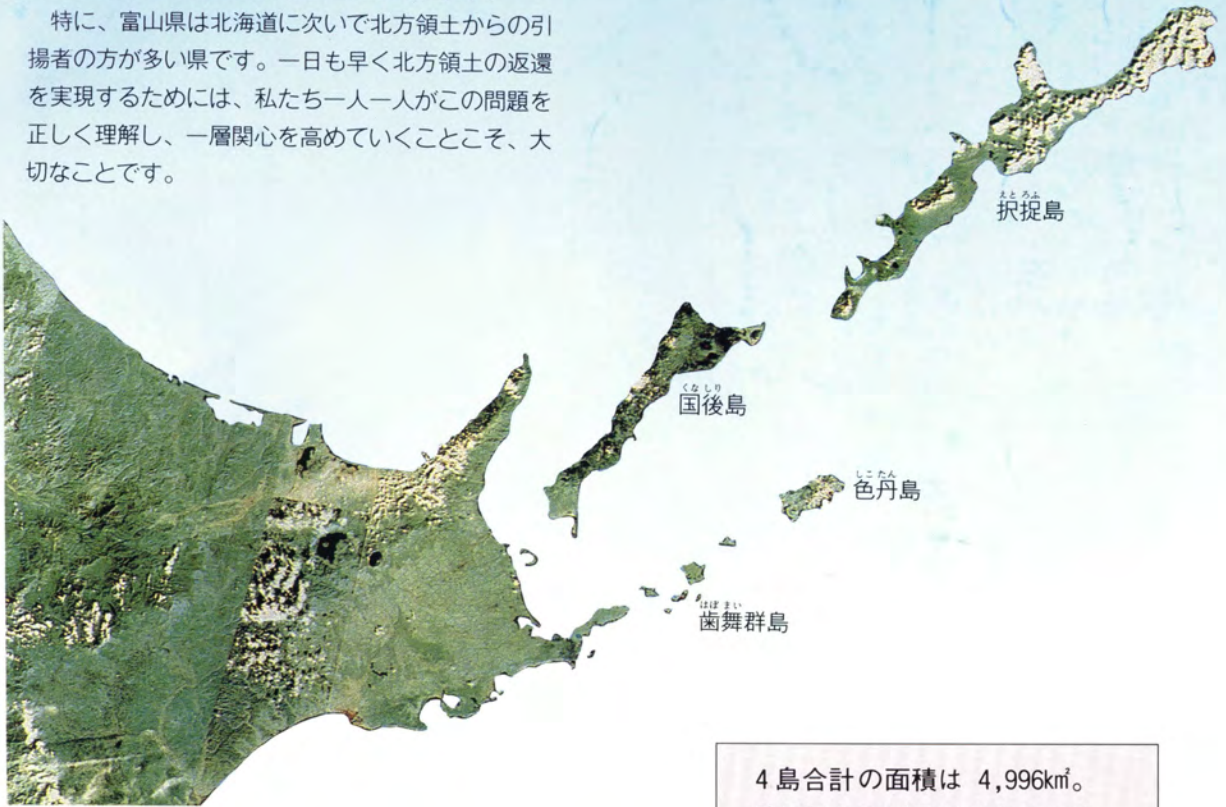 特に、富山県は北海道に次いで北方領土からの引
揚者の方が多い県です。一日も早く北方領土の返還
を実現するためには、私たち一人一人がこの問題を
正しく理解し、一層関心を高めていくことこそ、大
切なことです。
えとろふ
択捉島
くなしり
国後島
しこたん
色丹島
はぼまい
歯舞群島
4島合計の面積は 4,996km²。